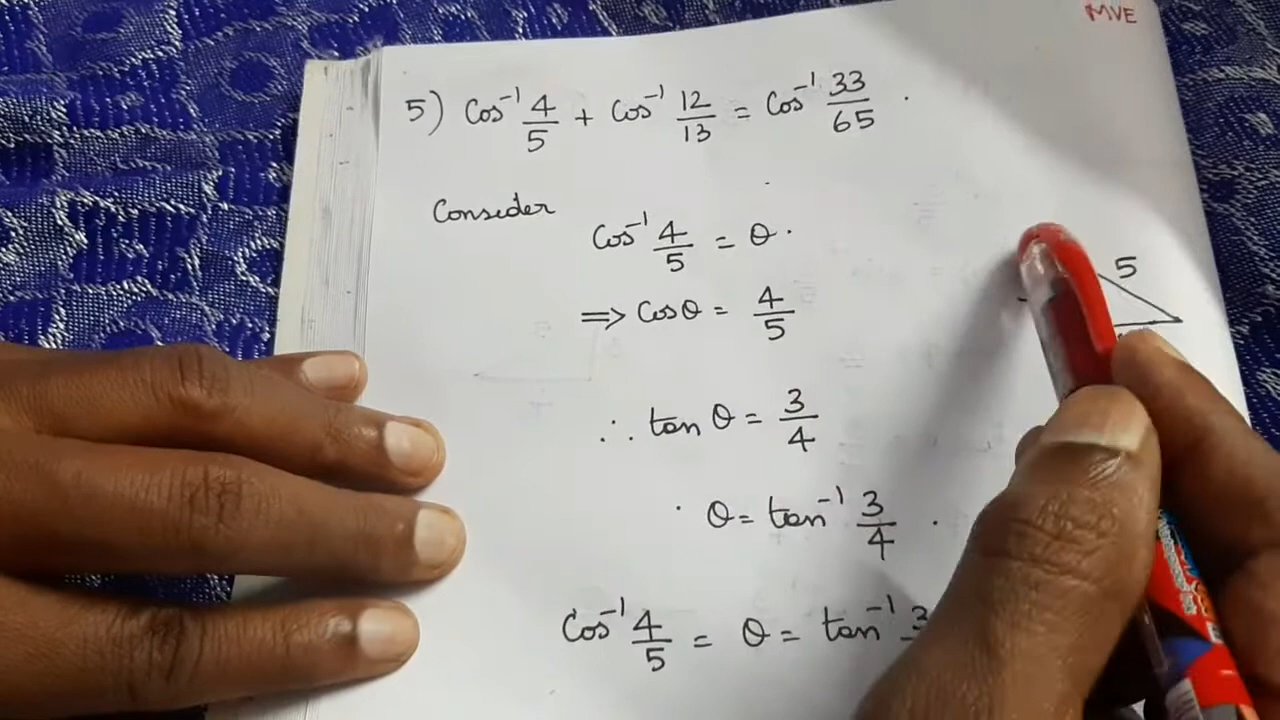 MVE
5) Cos⁻¹ 4/5 + Cos⁻¹ 12/13 = Cos⁻¹ 33/65 .
Consider
Cos⁻¹ 4/5 = θ .
5
⇒ Cosθ = 4/5
∴ tan θ = 3/4
θ = tan⁻¹ 3/4 .
Cos⁻¹ 4/5 = θ = tan⁻¹ 3